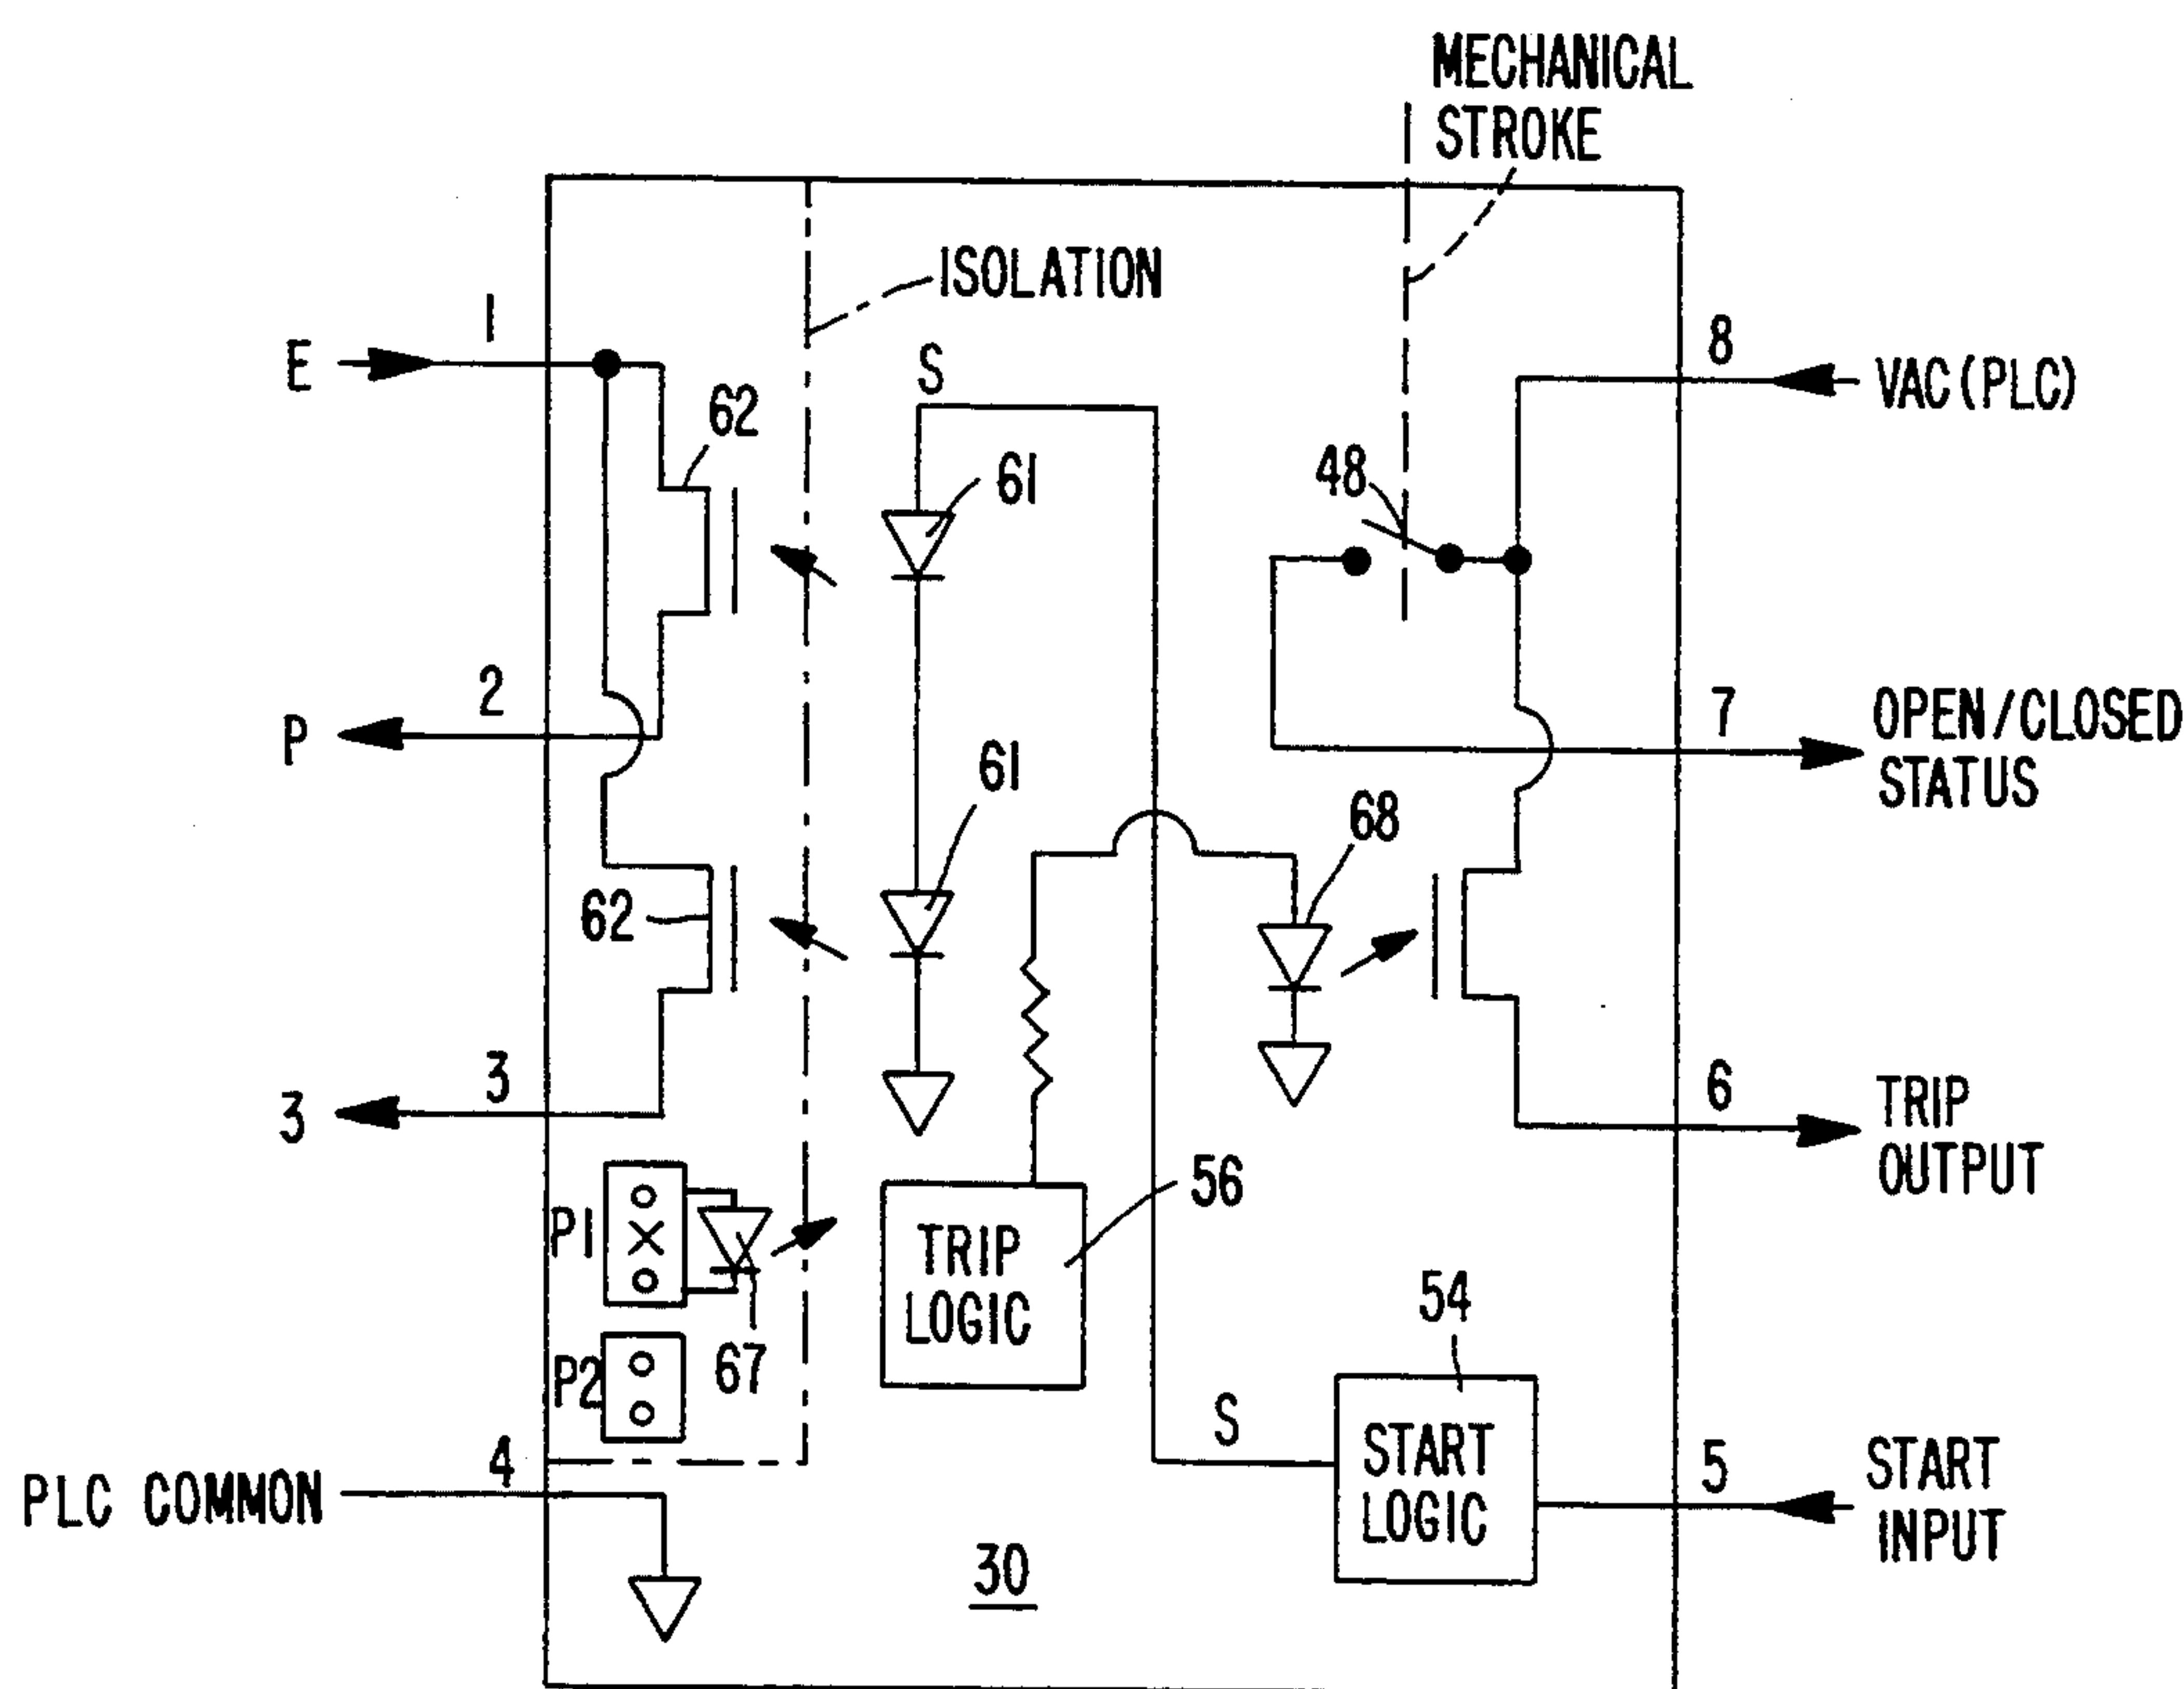 MECHANICAL
STROKE
ISOLATION
E
1
S
62
61
48
8
VAC(PLC)
P
2
61
68
7
OPEN/CLOSED
STATUS
62
3
3
6
TRIP
OUTPUT
P1
X
67
P2
TRIP
LOGIC
56
54
S
START
LOGIC
5
START
INPUT
PLC COMMON
4
30